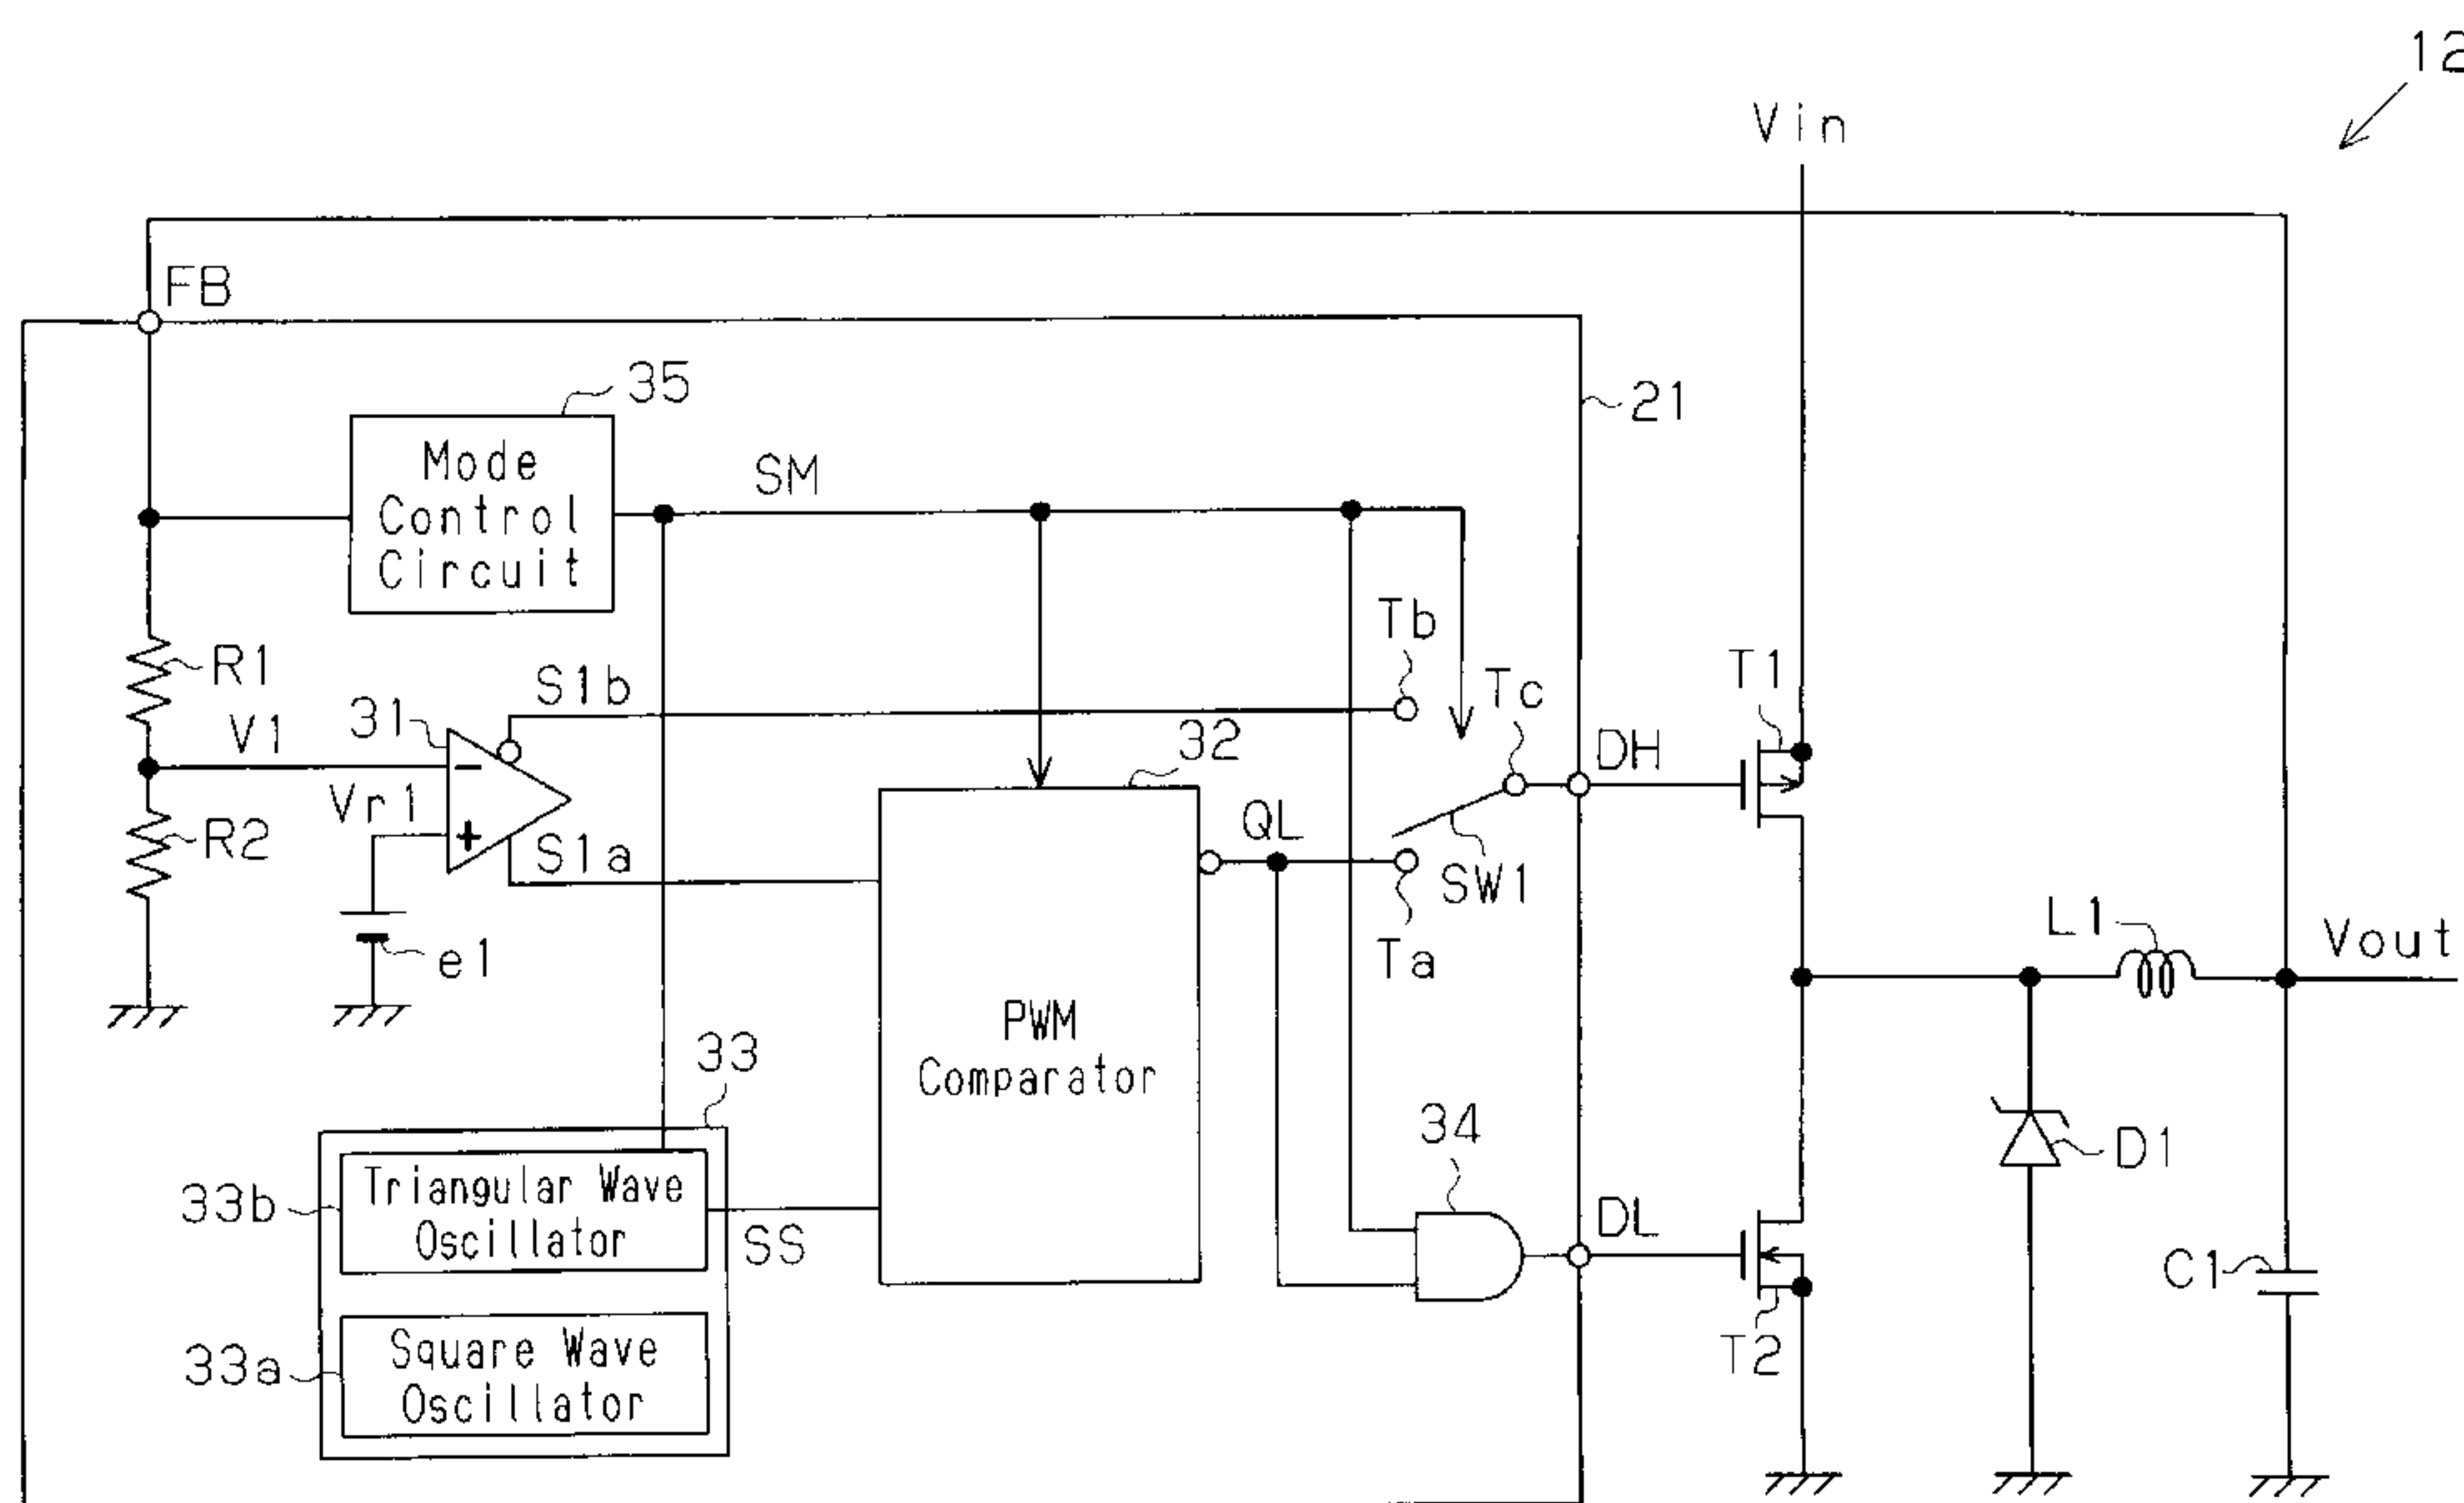 12
Vin
FB
35
21
Mode
Control
Circuit
SM
Tb
R1
S1b
Tc
T1
31
V1
32
DH
Vr1
QL
R2
S1a
SW1
e1
Ta
L1
Vout
PWM
Comparator
33
34
D1
33b
Triangular Wave
Oscillator
SS
DL
C1
33a
Square Wave
Oscillator
T2